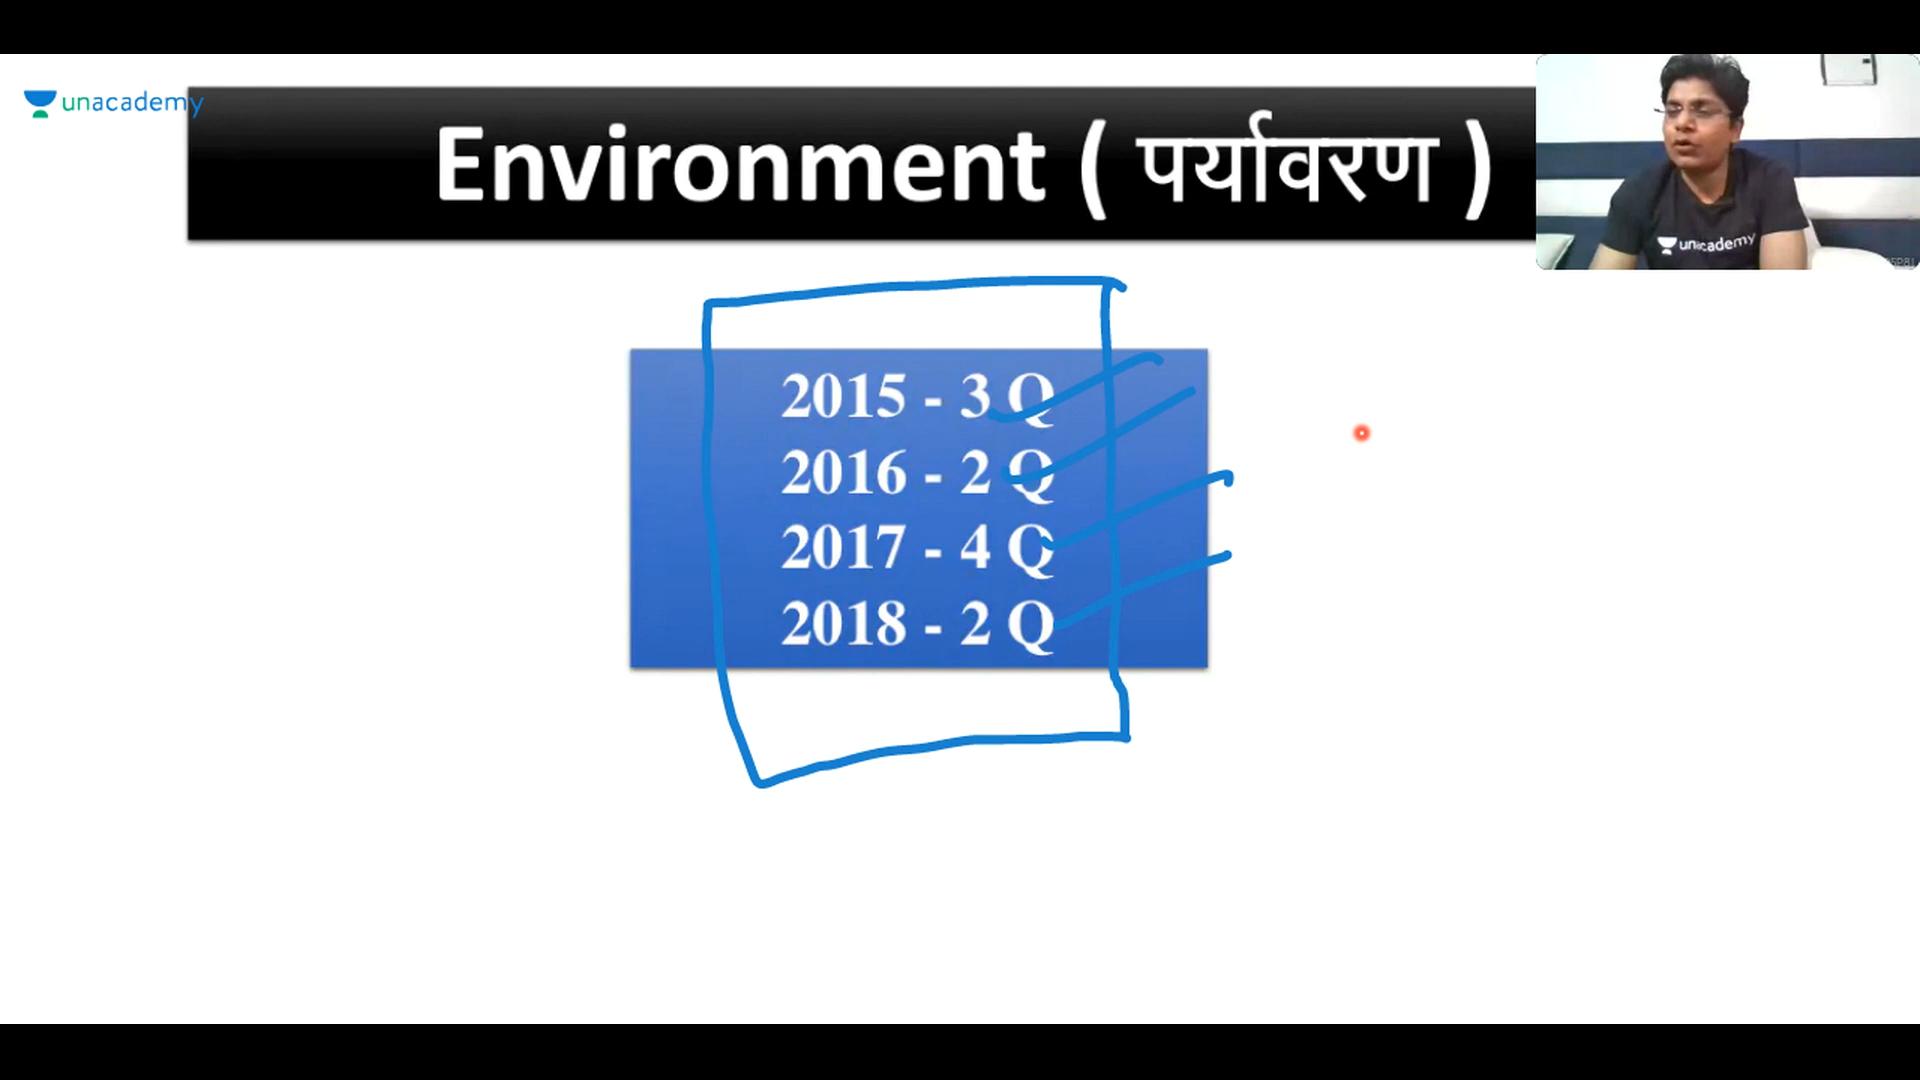 unacademy
Environment ( पर्यावरण )
unacademy
2015 - 3 Q
2016 - 2 Q
2017 - 4 Q
2018 - 2 Q